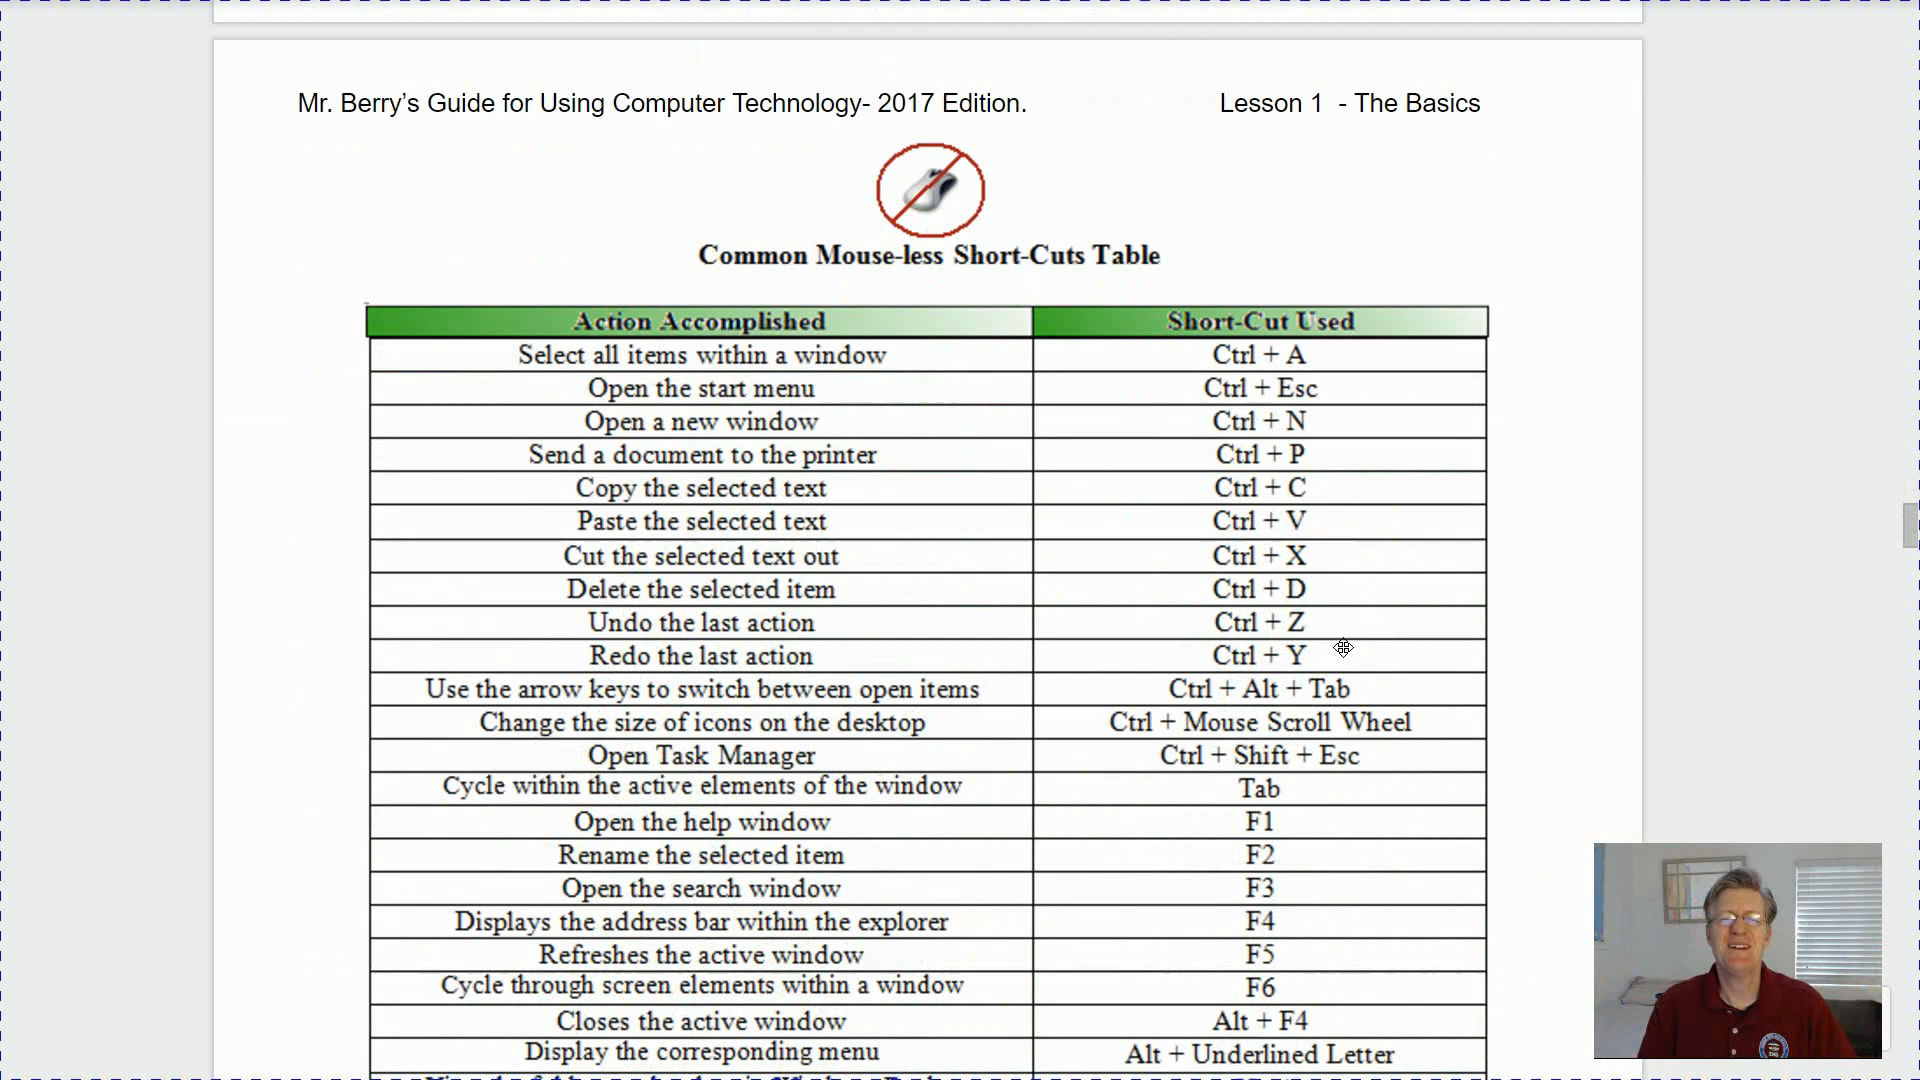 Mr. Berry’s Guide for Using Computer Technology- 2017 Edition. Lesson 1 - The Basics
Common Mouse-less Short-Cuts Table
Action Accomplished Short-Cut Used
Select all items within a window Ctrl + A
Open the start menu Ctrl + Esc
Open a new window Ctrl + N
Send a document to the printer Ctrl + P
Copy the selected text Ctrl + C
Paste the selected text Ctrl + V
Cut the selected text out Ctrl + X
Delete the selected item Ctrl + D
Undo the last action Ctrl + Z
Redo the last action Ctrl + Y
Use the arrow keys to switch between open items Ctrl + Alt + Tab
Change the size of icons on the desktop Ctrl + Mouse Scroll Wheel
Open Task Manager Ctrl + Shift + Esc
Cycle within the active elements of the window Tab
Open the help window F1
Rename the selected item F2
Open the search window F3
Displays the address bar within the explorer F4
Refreshes the active window F5
Cycle through screen elements within a window F6
Closes the active window Alt + F4
Display the corresponding menu Alt + Underlined Letter